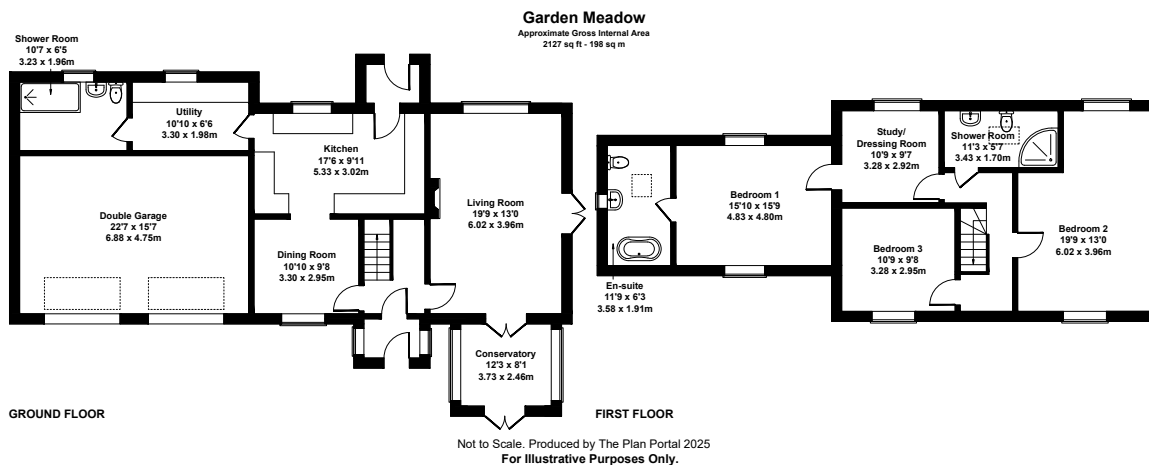 Garden Meadow
Approximate Gross Internal Area
2127 sq ft - 198 sq m
Shower Room
10'7 x 6'5
3.23 x 1.96m
Utility
10'10 x 6'6
3.30 x 1.98m
Kitchen
17'6 x 9'11
5.33 x 3.02m
Double Garage
22'7 x 15'7
6.88 x 4.75m
Dining Room
10'10 x 9'8
3.30 x 2.95m
Living Room
19'9 x 13'0
6.02 x 3.96m
Conservatory
12'3 x 8'1
3.73 x 2.46m
GROUND FLOOR
Study/
Dressing Room
10'9 x 9'7
3.28 x 2.92m
Shower Room
11'3 x 5'7
3.43 x 1.70m
Bedroom 1
15'10 x 15'9
4.83 x 4.80m
Bedroom 2
19'9 x 13'0
6.02 x 3.96m
Bedroom 3
10'9 x 9'8
3.28 x 2.95m
En-suite
11'9 x 6'3
3.58 x 1.91m
FIRST FLOOR
Not to Scale. Produced by The Plan Portal 2025
For Illustrative Purposes Only.